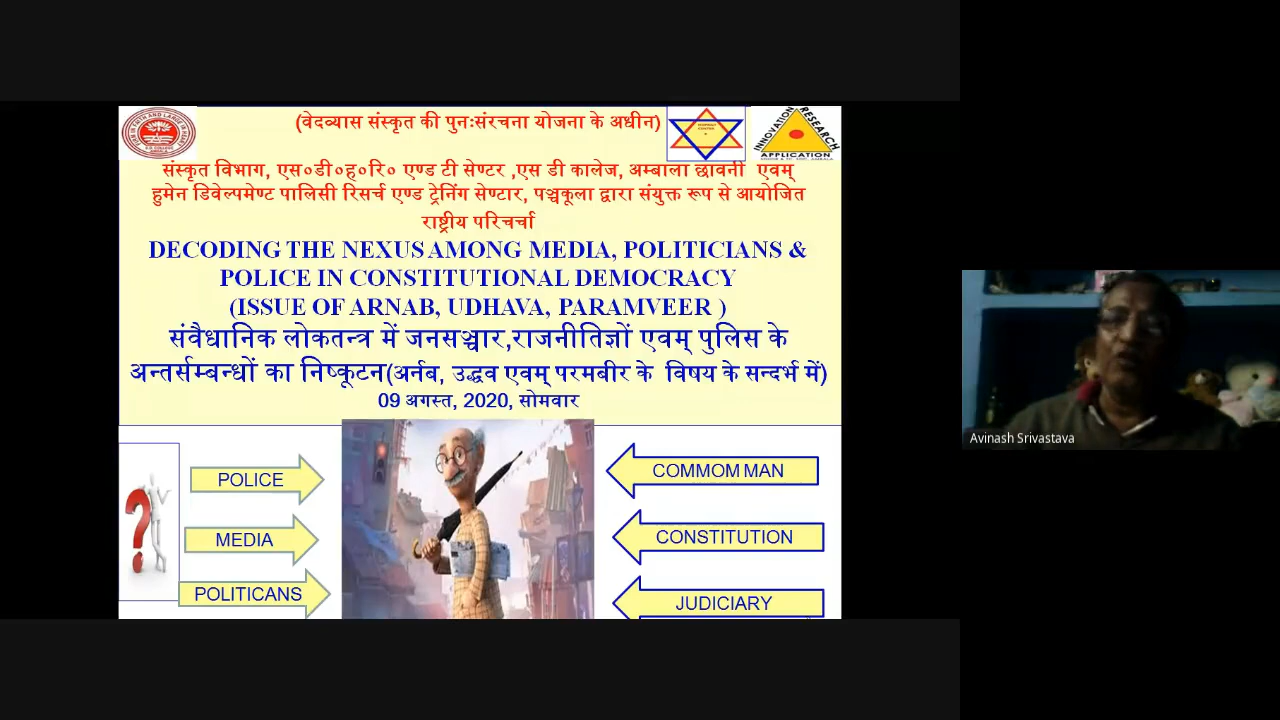 (वेदव्यास संस्कृत की पुनःसंरचना योजना के अधीन)
INNOVATION
RESEARCH
APPLICATION
संस्कृत विभाग, एस०डी०ह०रि० एण्ड टी सेण्टर ,एस डी कालेज, अम्बाला छावनी एवम्
हुमेन डिवेल्पमेण्ट पालिसी रिसर्च एण्ड ट्रेनिंग सेण्टार, पञ्चकूला द्वारा संयुक्त रूप से आयोजित
राष्ट्रीय परिचर्चा
DECODING THE NEXUS AMONG MEDIA, POLITICIANS &
POLICE IN CONSTITUTIONAL DEMOCRACY
(ISSUE OF ARNAB, UDHAVA, PARAMVEER )
संवैधानिक लोकतन्त्र में जनसञ्चार,राजनीतिज्ञों एवम् पुलिस के
अन्तर्सम्बन्धों का निष्कूटन(अर्नब, उद्धव एवम् परमबीर के विषय के सन्दर्भ में)
09 अगस्त, 2020, सोमवार
POLICE
MEDIA
POLITICANS
COMMOM MAN
CONSTITUTION
JUDICIARY
Avinash Srivastava